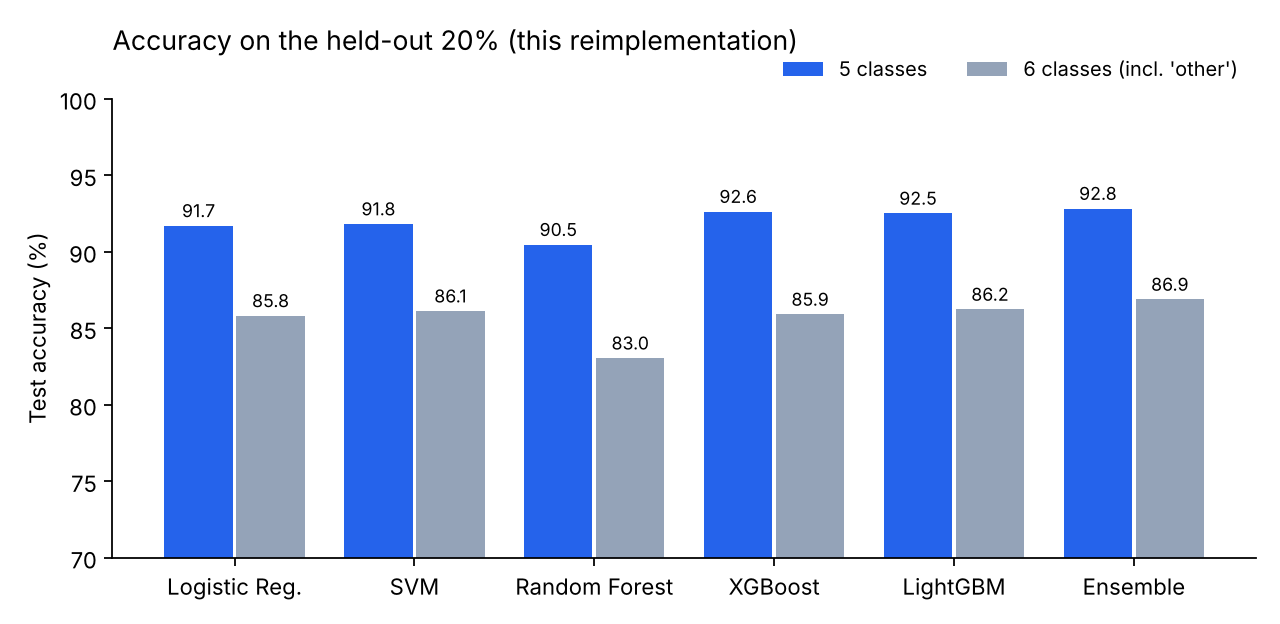 Accuracy on the held-out 20% (this reimplementation)
5 classes
6 classes (incl. 'other')
100
95
90
85
80
75
70
Test accuracy (%)
91.7
85.8
91.8
86.1
90.5
83.0
92.6
85.9
92.5
86.2
92.8
86.9
Logistic Reg.
SVM
Random Forest
XGBoost
LightGBM
Ensemble